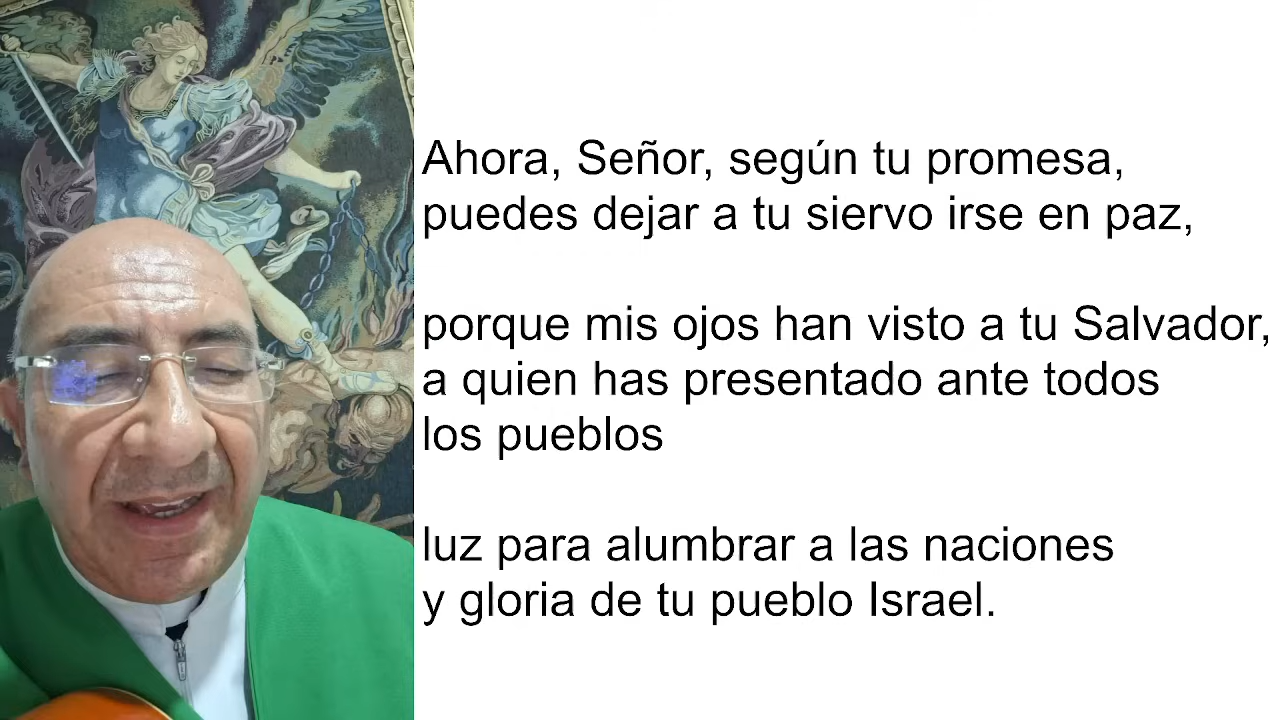 Ahora, Señor, según tu promesa,
puedes dejar a tu siervo irse en paz,
porque mis ojos han visto a tu Salvador,
a quien has presentado ante todos
los pueblos
luz para alumbrar a las naciones
y gloria de tu pueblo Israel.